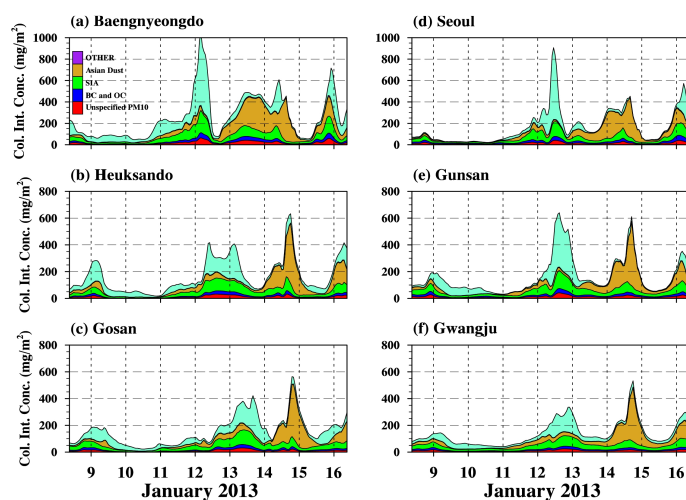 (a) Baengnyeongdo
(d) Seoul
Col. Int. Conc. (mg/m2)
1000
800
600
400
200
0
OTHER
Asian Dust
SIA
BC and OC
Unspecified PM10
1000
800
600
400
200
0
(b) Heuksando
(e) Gunsan
Col. Int. Conc. (mg/m2)
800
600
400
200
0
800
600
400
200
0
(c) Gosan
(f) Gwangju
Col. Int. Conc. (mg/m2)
800
600
400
200
0
800
600
400
200
0
9 10 11 12 13 14 15 16
9 10 11 12 13 14 15 16
January 2013
January 2013